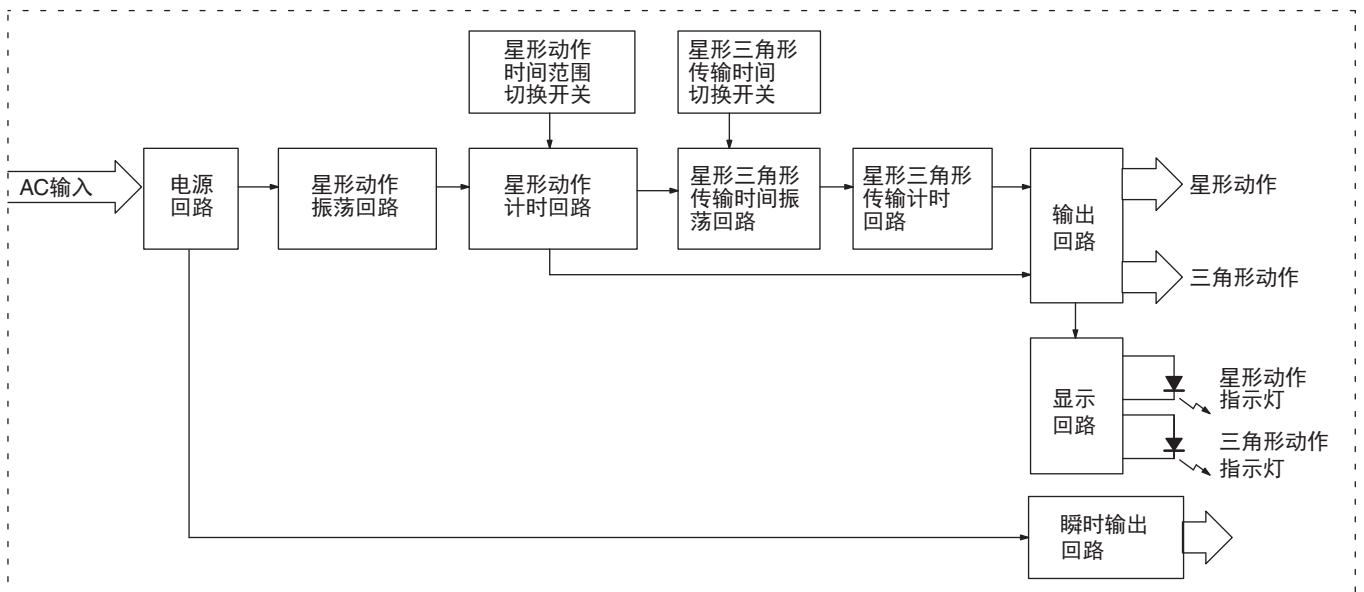 星形动作
时间范围
切换开关
星形三角形
传输时间
切换开关
AC输入
电源
回路
星形动作
振荡回路
星形动作
计时回路
星形三角形
传输时间振
荡回路
星形三角形
传输计时
回路
输出
回路
星形动作
三角形动作
显示
回路
星形动作
指示灯
三角形动作
指示灯
瞬时输出
回路